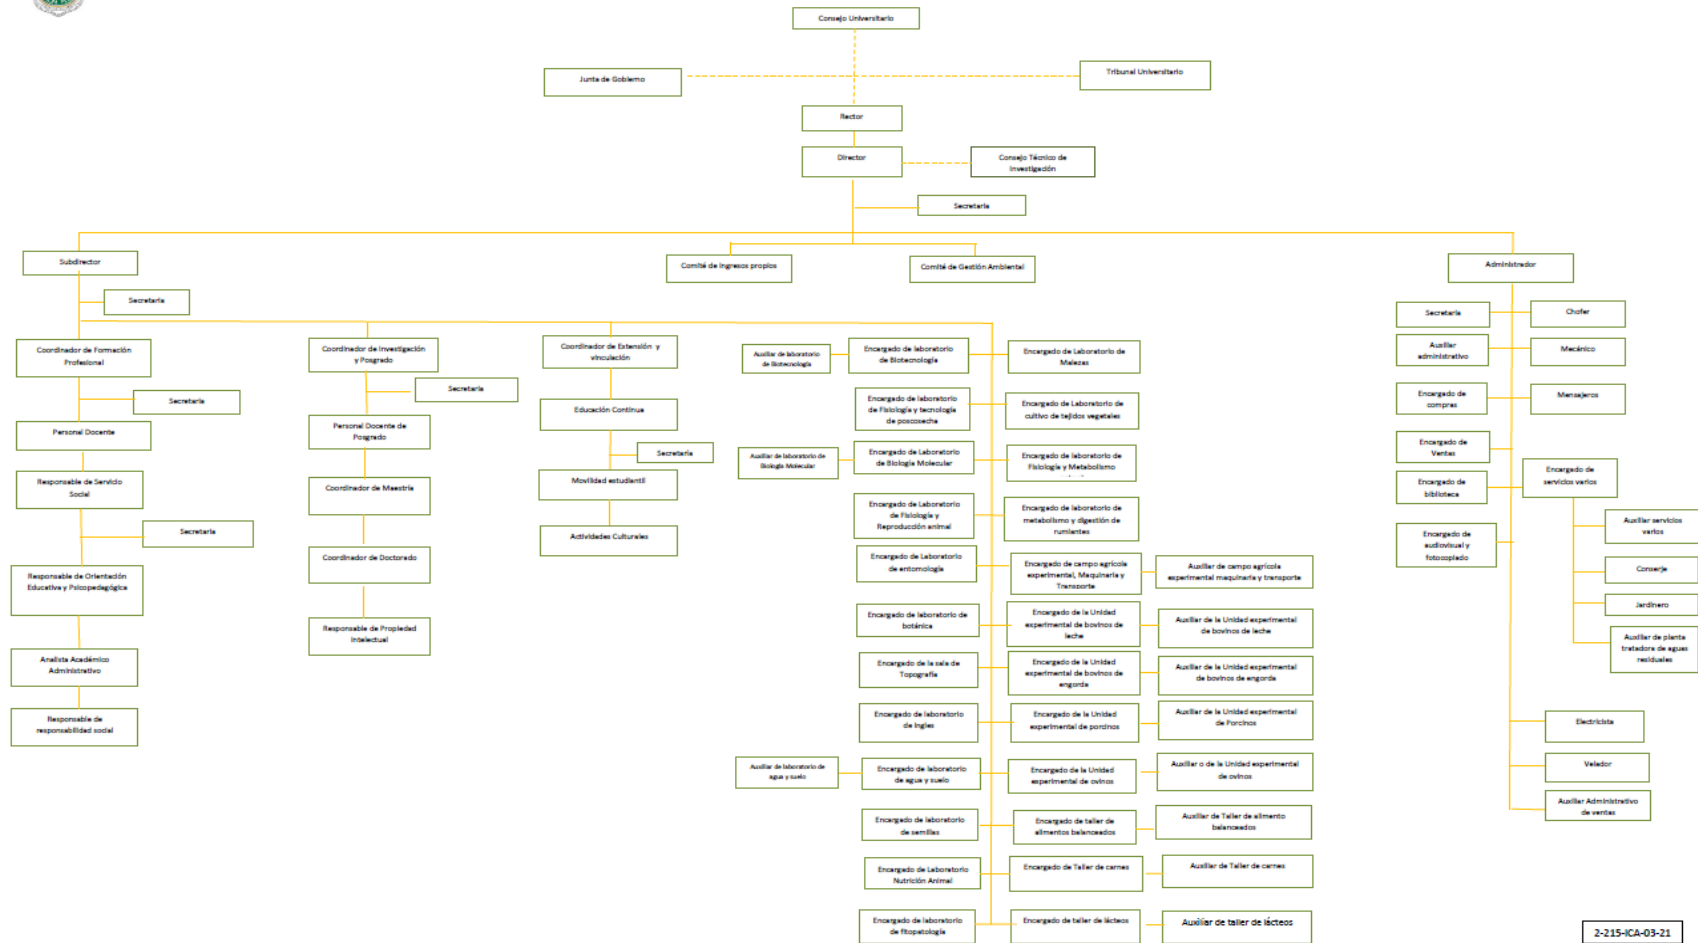 Consejo Universitario
Junta de Gobierno
Tribunal Universitario
Rector
Director
Consejo Técnico de
Investigación
Secretaria
Subdirector
Comité de Ingresos propios
Comité de Gestión Ambiental
Administrador
Secretaria
Coordinador de Formación
Profesional
Secretaria
Personal Docente
Responsable de Servicio
Social
Secretaria
Responsable de Orientación
Educativa y Psicopedagógica
Analista Académico
Administrativo
Responsable de
responsabilidad social
Coordinador de Investigación
y Posgrado
Secretaria
Personal Docente de
Posgrado
Coordinador de Maestría
Coordinador de Doctorado
Responsable de Propiedad
Intelectual
Coordinador de Extensión y
vinculación
Educación Continua
Secretaria
Movilidad estudiantil
Actividades Culturales
Auxiliar de laboratorio
de Biotecnología
Encargado de laboratorio
de Biotecnología
Encargado de Laboratorio de
Malezas
Encargado de laboratorio
de Fisiología y tecnología
de poscosecha
Encargado de Laboratorio de
cultivo de tejidos vegetales
Auxiliar de laboratorio de
Biología Molecular
Encargado de Laboratorio
de Biología Molecular
Encargado de laboratorio de
Fisiología y Metabolismo
Encargado de Laboratorio
de Fisiología y
Reproducción animal
Encargado de laboratorio de
metabolismo y digestión de
rumiantes
Encargado de Laboratorio
de entomología
Encargado de campo agrícola
experimental, Maquinaria y
Transporte
Auxiliar de campo agrícola
experimental maquinaria y transporte
Encargado de laboratorio de
botánica
Encargado de la Unidad
experimental de bovinos de
leche
Auxiliar de la Unidad experimental
de bovinos de leche
Encargado de la sala de
Topografía
Encargado de la Unidad
experimental de bovinos de
engorda
Auxiliar de la Unidad experimental
de bovinos de engorda
Encargado de laboratorio
de Ingles
Encargado de la Unidad
experimental de porcinos
Auxiliar de la Unidad experimental
de Porcinos
Auxiliar de laboratorio de
agua y suelo
Encargado de laboratorio
de agua y suelo
Encargado de la Unidad
experimental de ovinos
Auxiliar o de la Unidad experimental
de ovinos
Encargado de laboratorio
de semillas
Encargado de taller de
alimentos balanceados
Auxiliar de Taller de alimento
balanceados
Encargado de Laboratorio
Nutrición Animal
Encargado de Taller de carnes
Auxiliar de Taller de carnes
Encargado de laboratorio
de fitopatología
Encargado de taller de lácteos
Auxiliar de taller de lácteos
Secretaria
Chofer
Auxiliar
administrativo
Mecánico
Encargado de
compras
Mensajeros
Encargado de
Ventas
Encargado de
biblioteca
Encargado de
servicios varios
Encargado de
audiovisual y
fotocopiado
Auxiliar servicios
varios
Conserje
Jardinero
Auxiliar de planta
tratadora de aguas
residuales
Electricista
Velador
Auxiliar Administrativo
de ventas
2-215-ICA-03-21